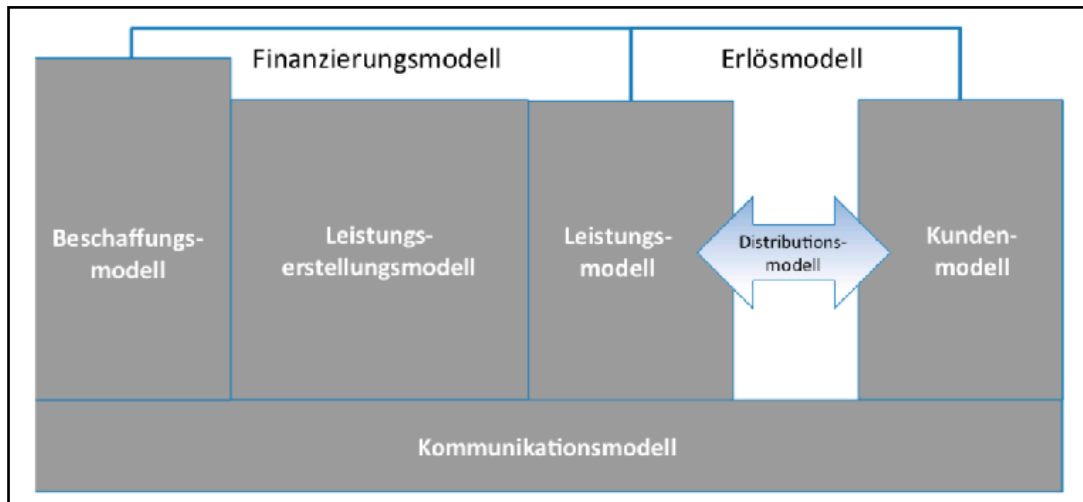 Finanzierungsmodell
Erlösmodell
Beschaffungs-
modell
Leistungs-
erstellungsmodell
Leistungs-
modell
Distributions-
modell
Kunden-
modell
Kommunikationsmodell